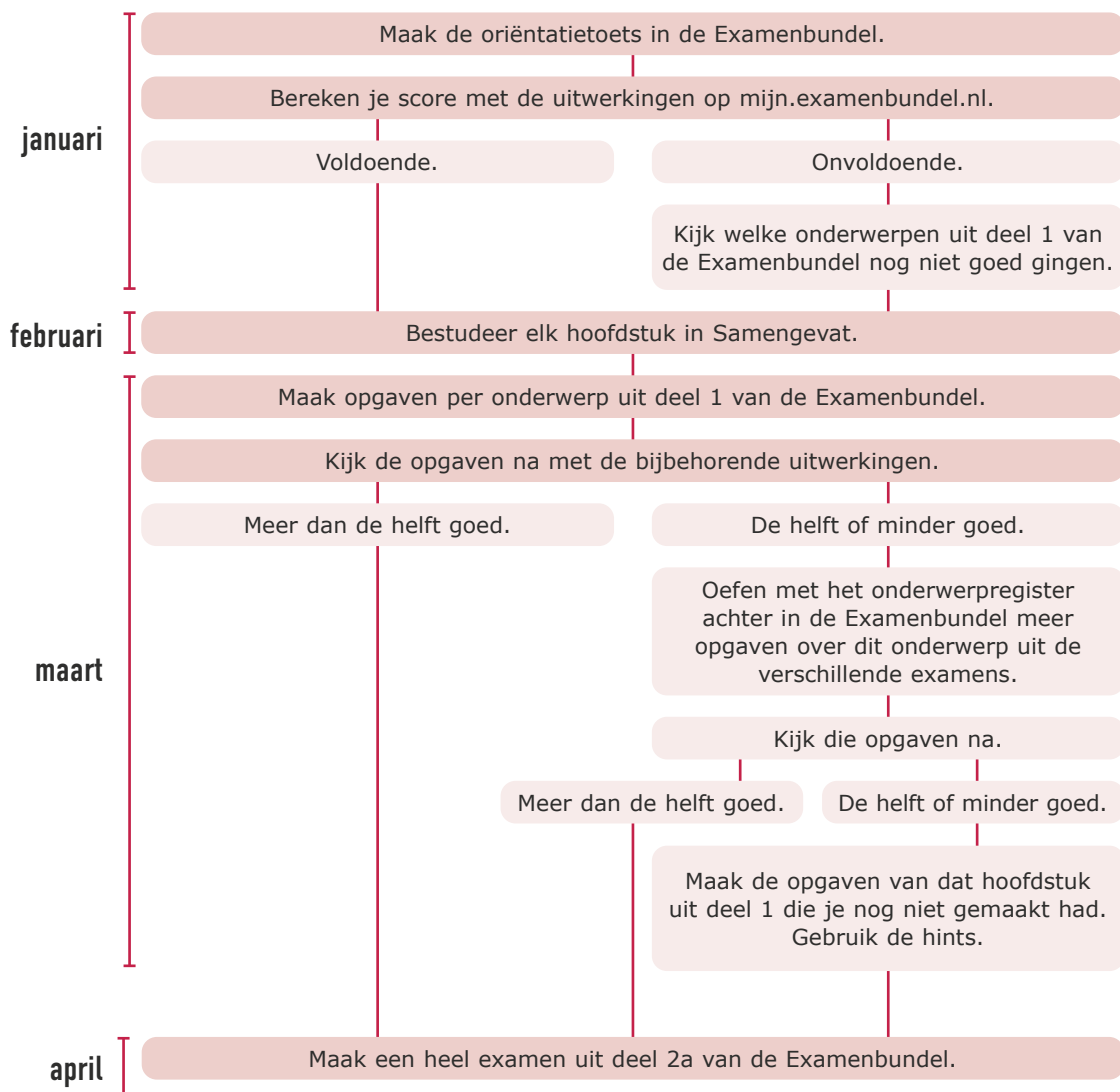 januari
Maak de oriëntatietoets in de Examenbundel.
Bereken je score met de uitwerkingen op mijn.examenbundel.nl.
Voldoende.
Onvoldoende.
Kijk welke onderwerpen uit deel 1 van
de Examenbundel nog niet goed gingen.
februari
Bestudeer elk hoofdstuk in Samengevat.
maart
Maak opgaven per onderwerp uit deel 1 van de Examenbundel.
Kijk de opgaven na met de bijbehorende uitwerkingen.
Meer dan de helft goed.
De helft of minder goed.
Oefen met het onderwerpregister
achter in de Examenbundel meer
opgaven over dit onderwerp uit de
verschillende examens.
Kijk die opgaven na.
Meer dan de helft goed.
De helft of minder goed.
Maak de opgaven van dat hoofdstuk
uit deel 1 die je nog niet gemaakt had.
Gebruik de hints.
april
Maak een heel examen uit deel 2a van de Examenbundel.